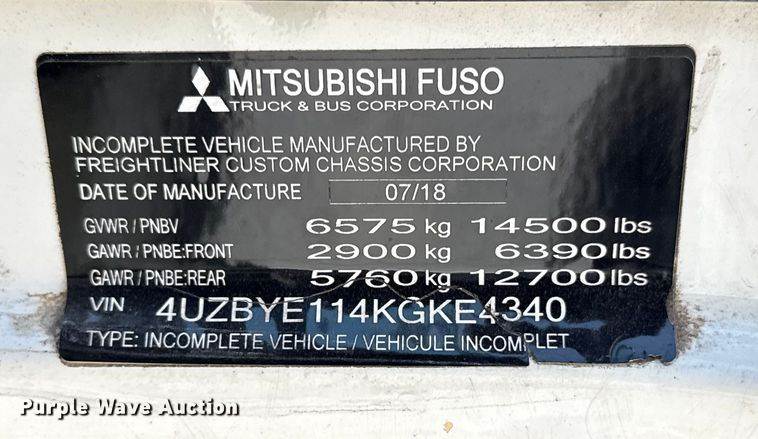 MITSUBISHI FUSO
TRUCK & BUS CORPORATION
INCOMPLETE VEHICLE MANUFACTURED BY
FREIGHTLINER CUSTOM CHASSIS CORPORATION
DATE OF MANUFACTURE 07/18
GVWR / PNBV 6575 kg 14500 lbs
GAWR / PNBE:FRONT 2900 kg 6390 lbs
GAWR / PNBE:REAR 5760 kg 12700 lbs
VIN 4UZBYE114KGKE4340
TYPE: INCOMPLETE VEHICLE / VEHICULE INCOMPLET
Purple Wave Auction